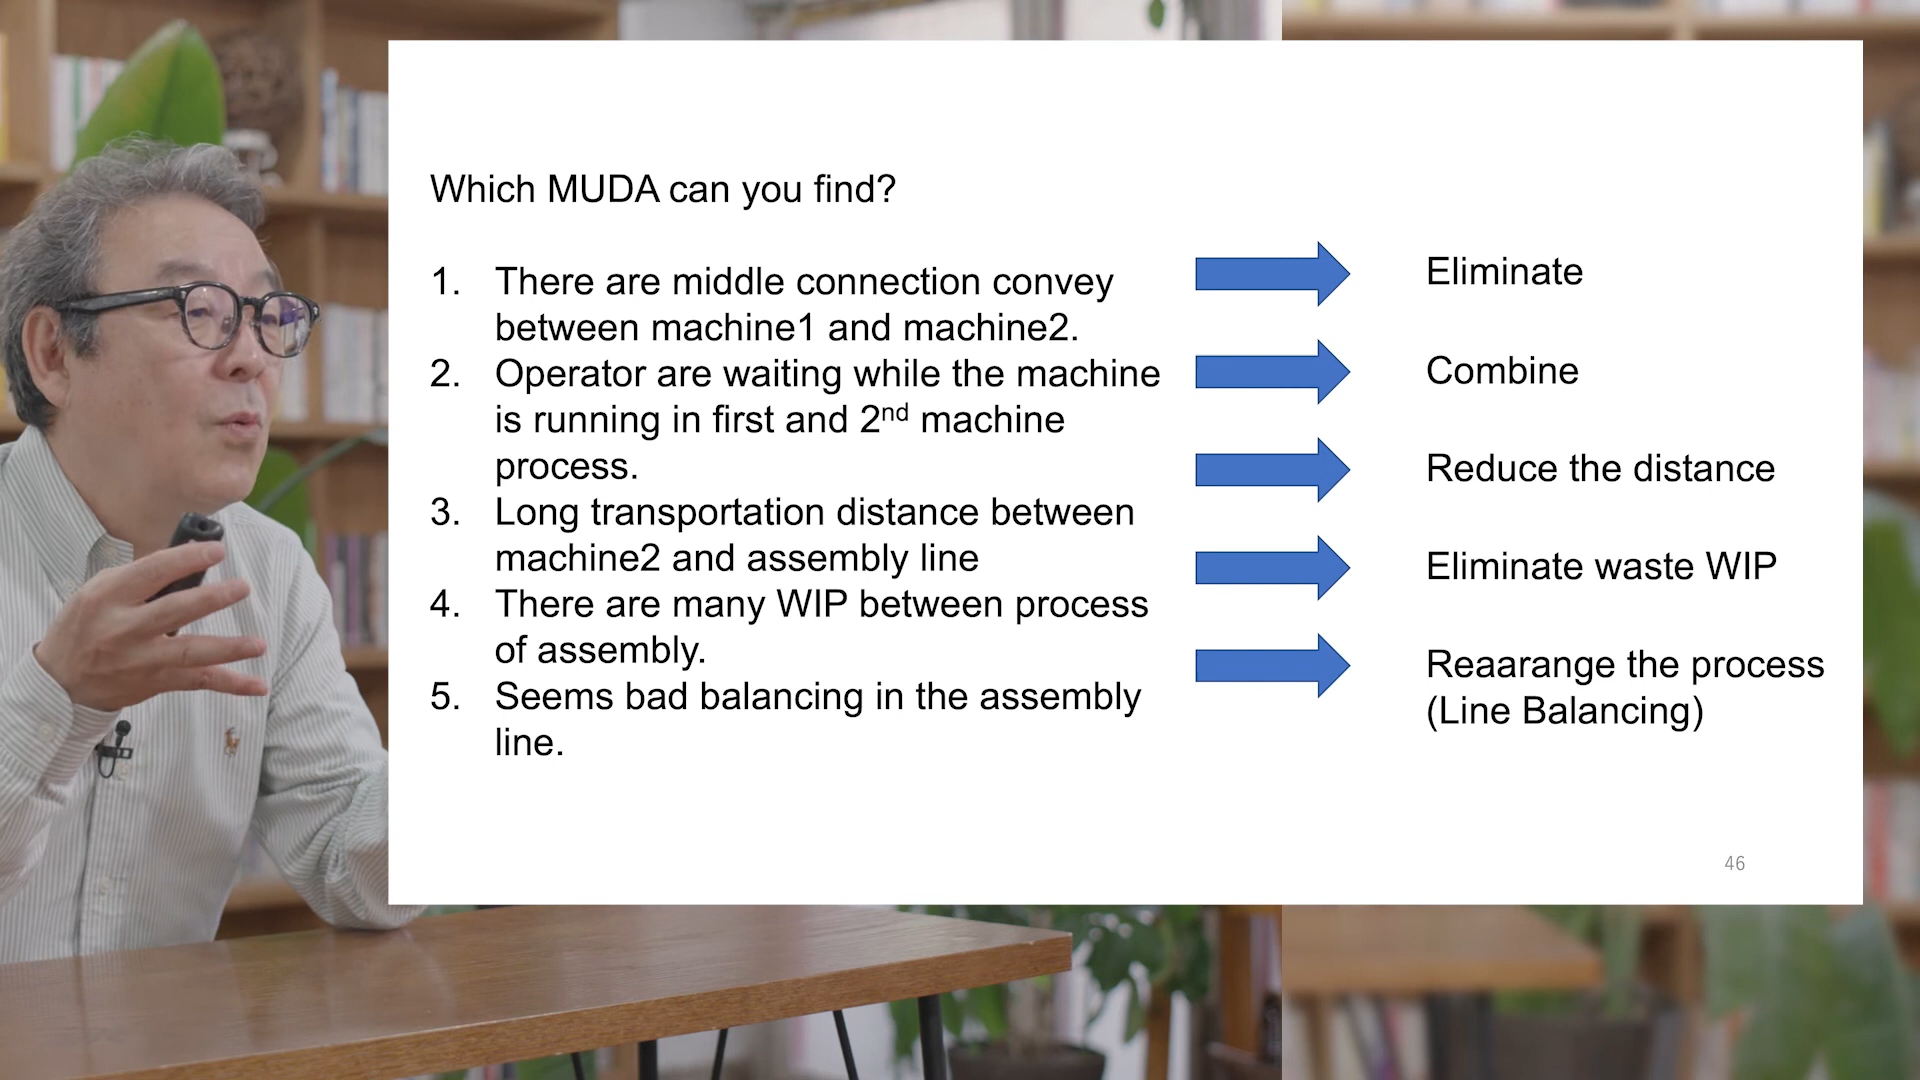 Which MUDA can you find?
1. There are middle connection convey
between machine1 and machine2.
2. Operator are waiting while the machine
is running in first and 2nd machine
process.
3. Long transportation distance between
machine2 and assembly line
4. There are many WIP between process
of assembly.
5. Seems bad balancing in the assembly
line.
Eliminate
Combine
Reduce the distance
Eliminate waste WIP
Reaarange the process
(Line Balancing)
46